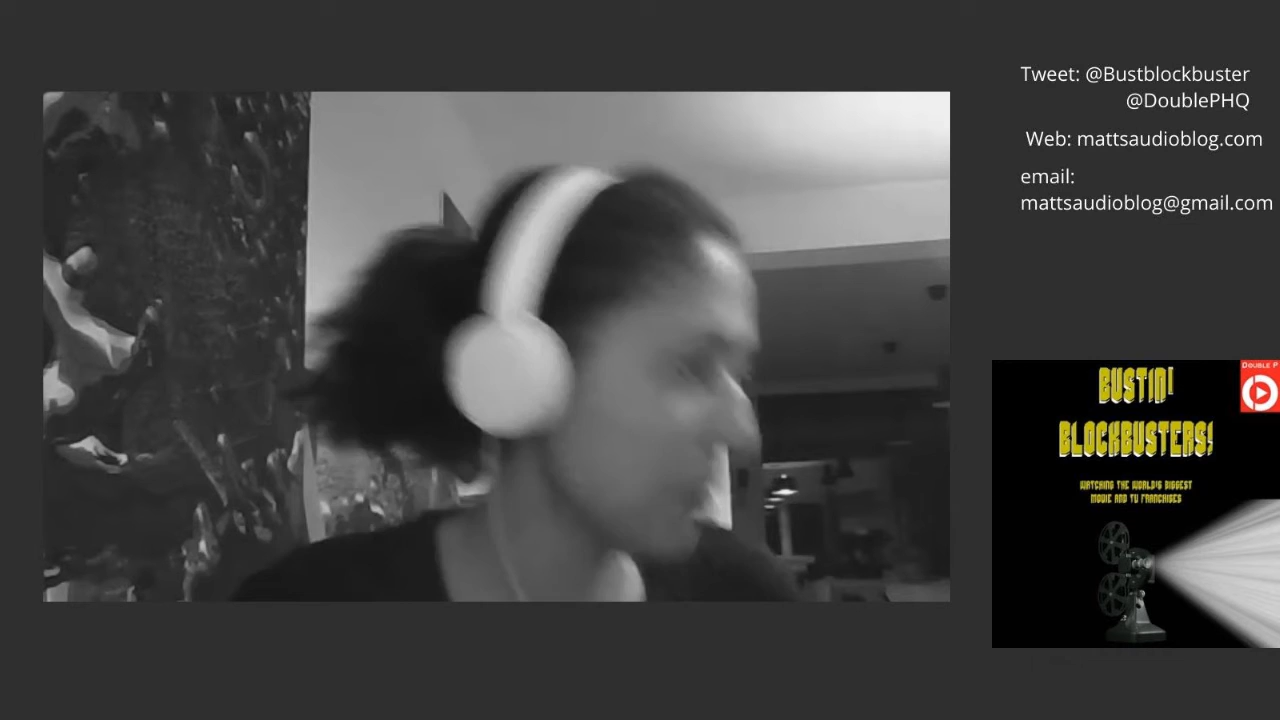 Tweet: @Bustblockbuster
@DoublePHQ
Web: mattsaudioblog.com
email:
mattsaudioblog@gmail.com
DOUBLE P
BUSTIN'
BLOCKBUSTERS!
WATCHING THE WORLD'S BIGGEST
MOVIE AND TV FRANCHISES